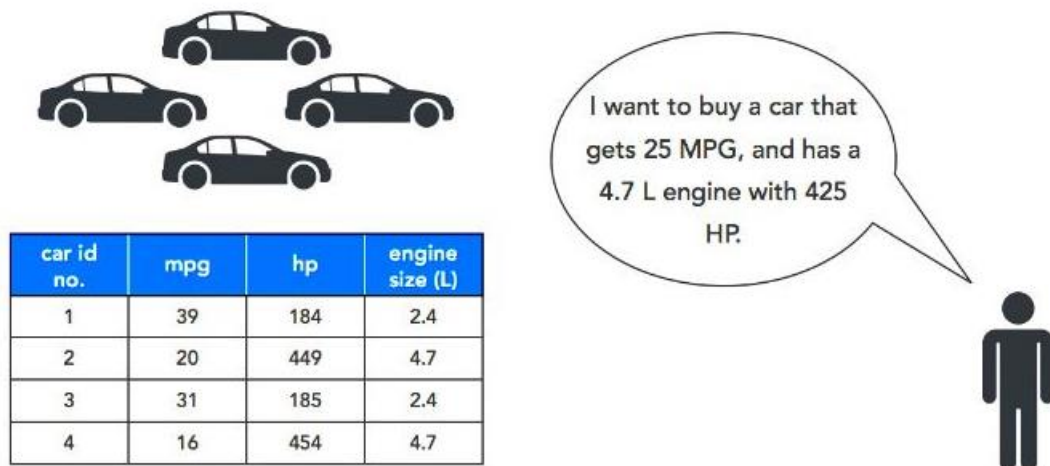 I want to buy a car that
gets 25 MPG, and has a
4.7 L engine with 425
HP.
car id no. mpg hp engine size (L)
1 39 184 2.4
2 20 449 4.7
3 31 185 2.4
4 16 454 4.7